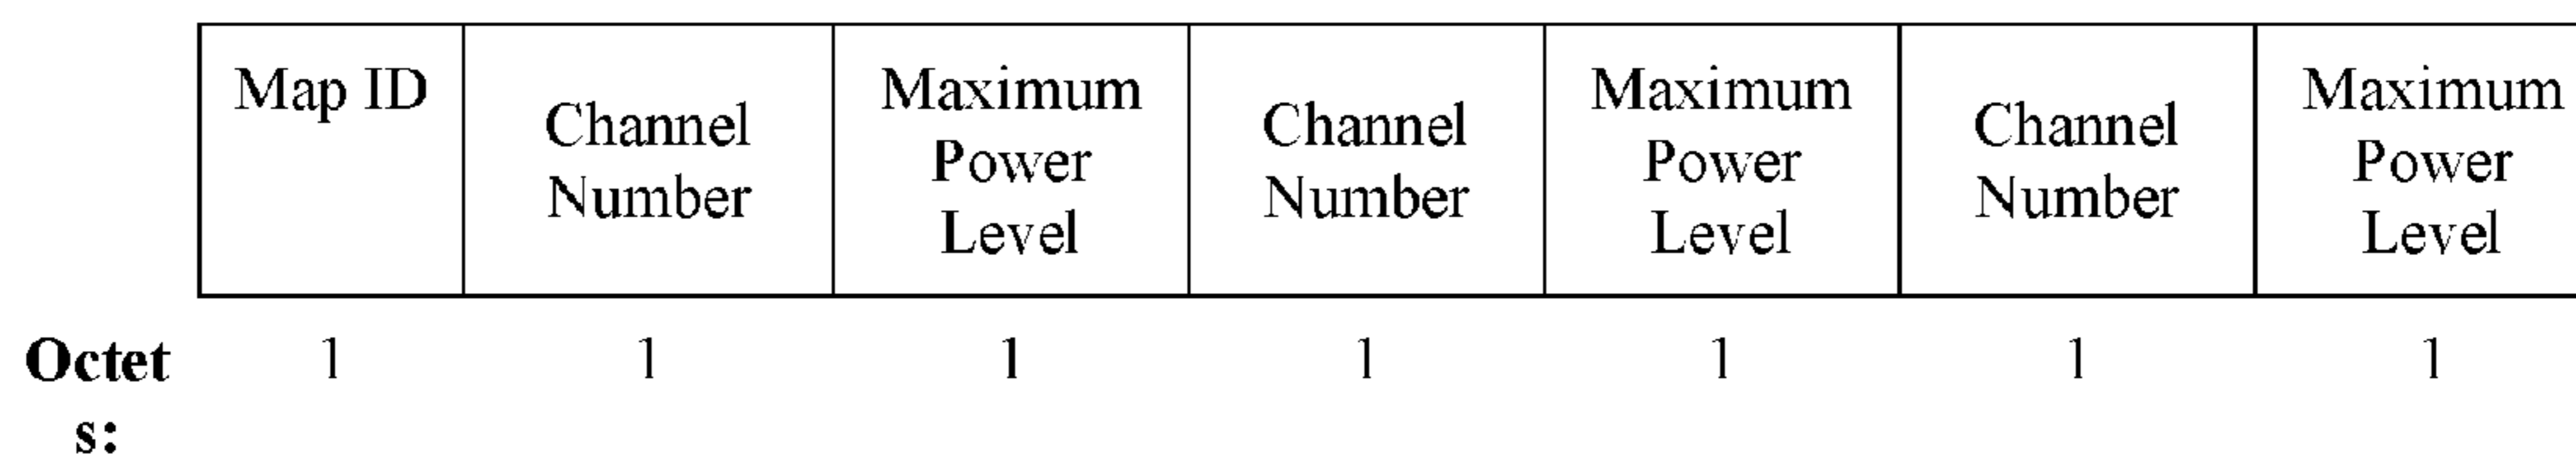 Map ID
Channel
Number
Maximum
Power
Level
Channel
Number
Maximum
Power
Level
Channel
Number
Maximum
Power
Level
Octet
s:
1 1 1 1 1 1 1